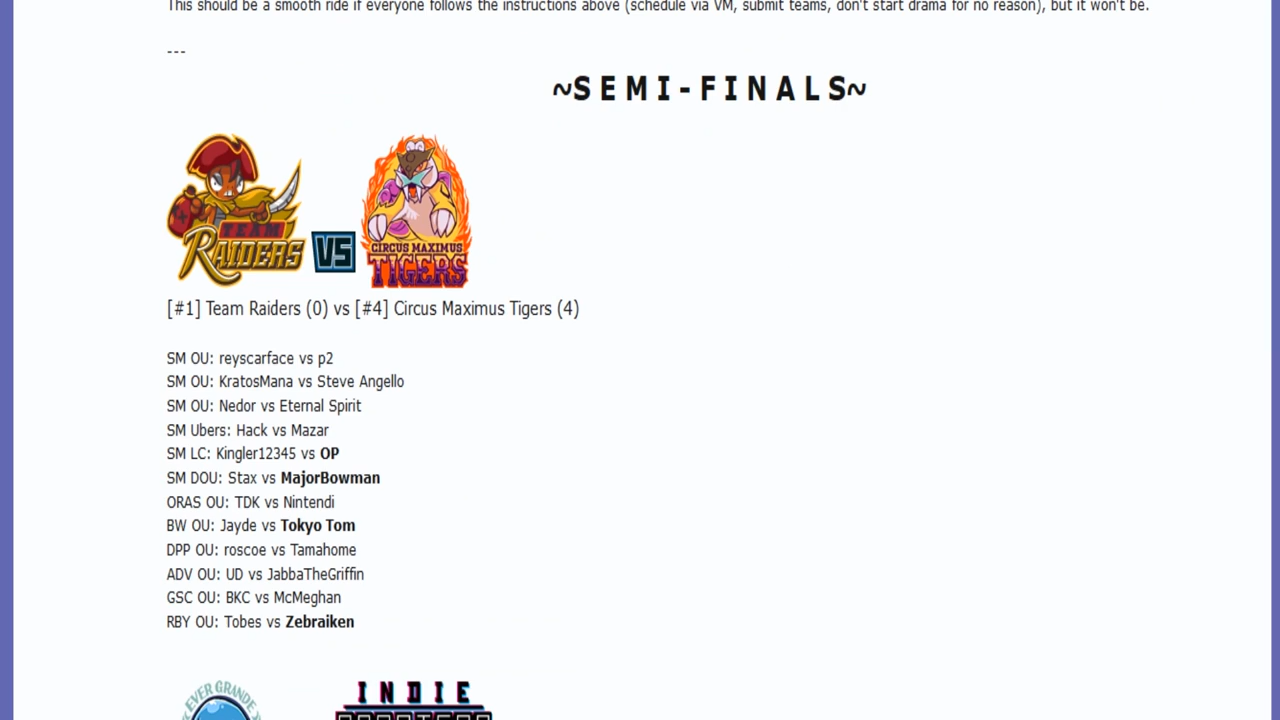 This should be a smooth ride if everyone follows the instructions above (schedule via VM, submit teams, don't start drama for no reason), but it won't be.
---
~SEMI-FINALS~
TEAM
RAIDERS
VS
CIRCUS MAXIMUS
TIGERS
[#1] Team Raiders (0) vs [#4] Circus Maximus Tigers (4)
SM OU: reyscarface vs p2
SM OU: KratosMana vs Steve Angello
SM OU: Nedor vs Eternal Spirit
SM Ubers: Hack vs Mazar
SM LC: Kingler12345 vs OP
SM DOU: Stax vs MajorBowman
ORAS OU: TDK vs Nintendi
BW OU: Jayde vs Tokyo Tom
DPP OU: roscoe vs Tamahome
ADV OU: UD vs JabbaTheGriffin
GSC OU: BKC vs McMeghan
RBY OU: Tobes vs Zebraiken
EVER GRANDE
INDIE